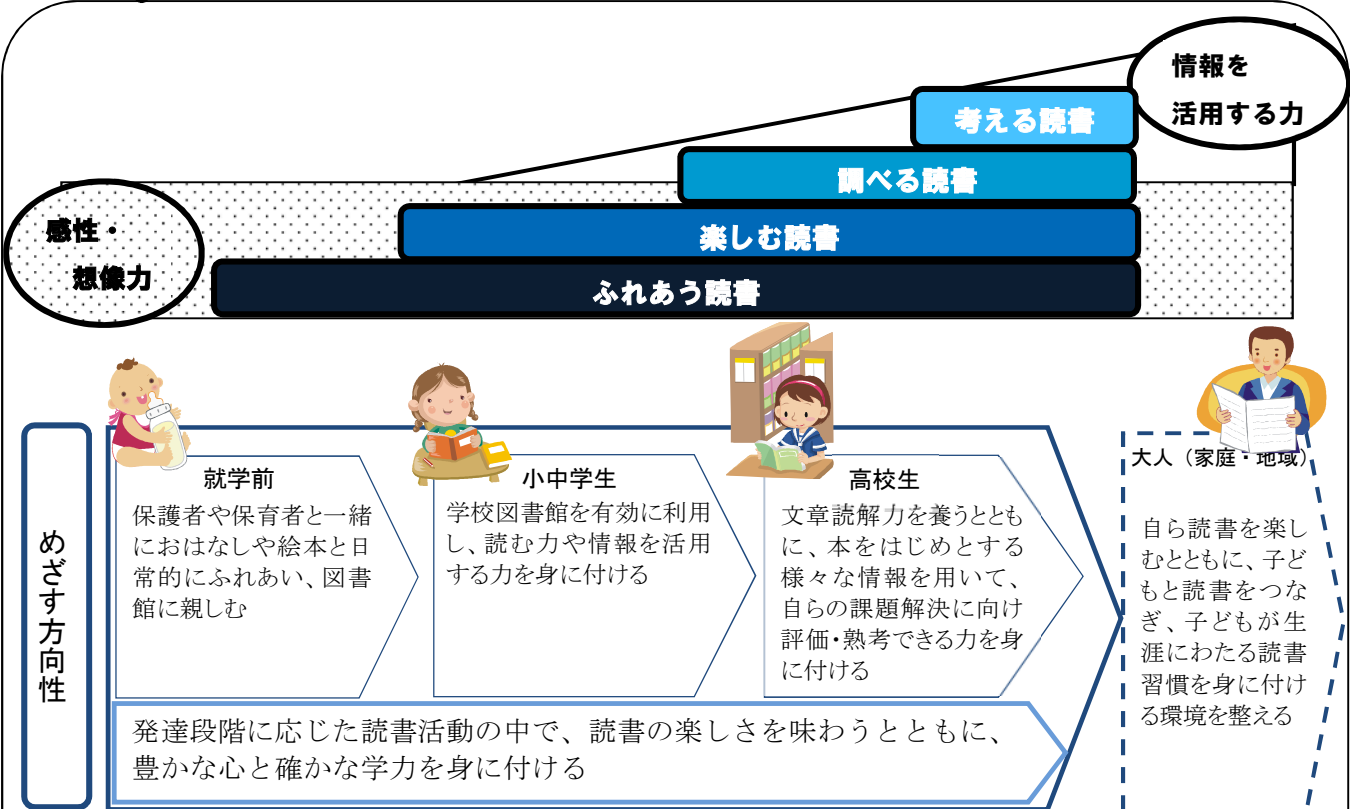 情報を
活用する力
考える読書
調べる読書
感性・
想像力
楽しむ読書
ふれあう読書
めざす方向性
就学前
保護者や保育者と一緒
におはなしや絵本と日
常的にふれあい、図書
館に親しむ
小中学生
学校図書館を有効に利用
し、読む力や情報を活用
する力を身に付ける
高校生
文章読解力を養うととも
に、本をはじめとする
様々な情報を用いて、
自らの課題解決に向け
評価・熟考できる力を身
に付ける
大人（家庭・地域）
自ら読書を楽し
むとともに、子ど
もと読書をつな
ぎ、子どもが生
涯にわたる読書
習慣を身に付け
る環境を整える
発達段階に応じた読書活動の中で、読書の楽しさを味わうとともに、
豊かな心と確かな学力を身に付ける